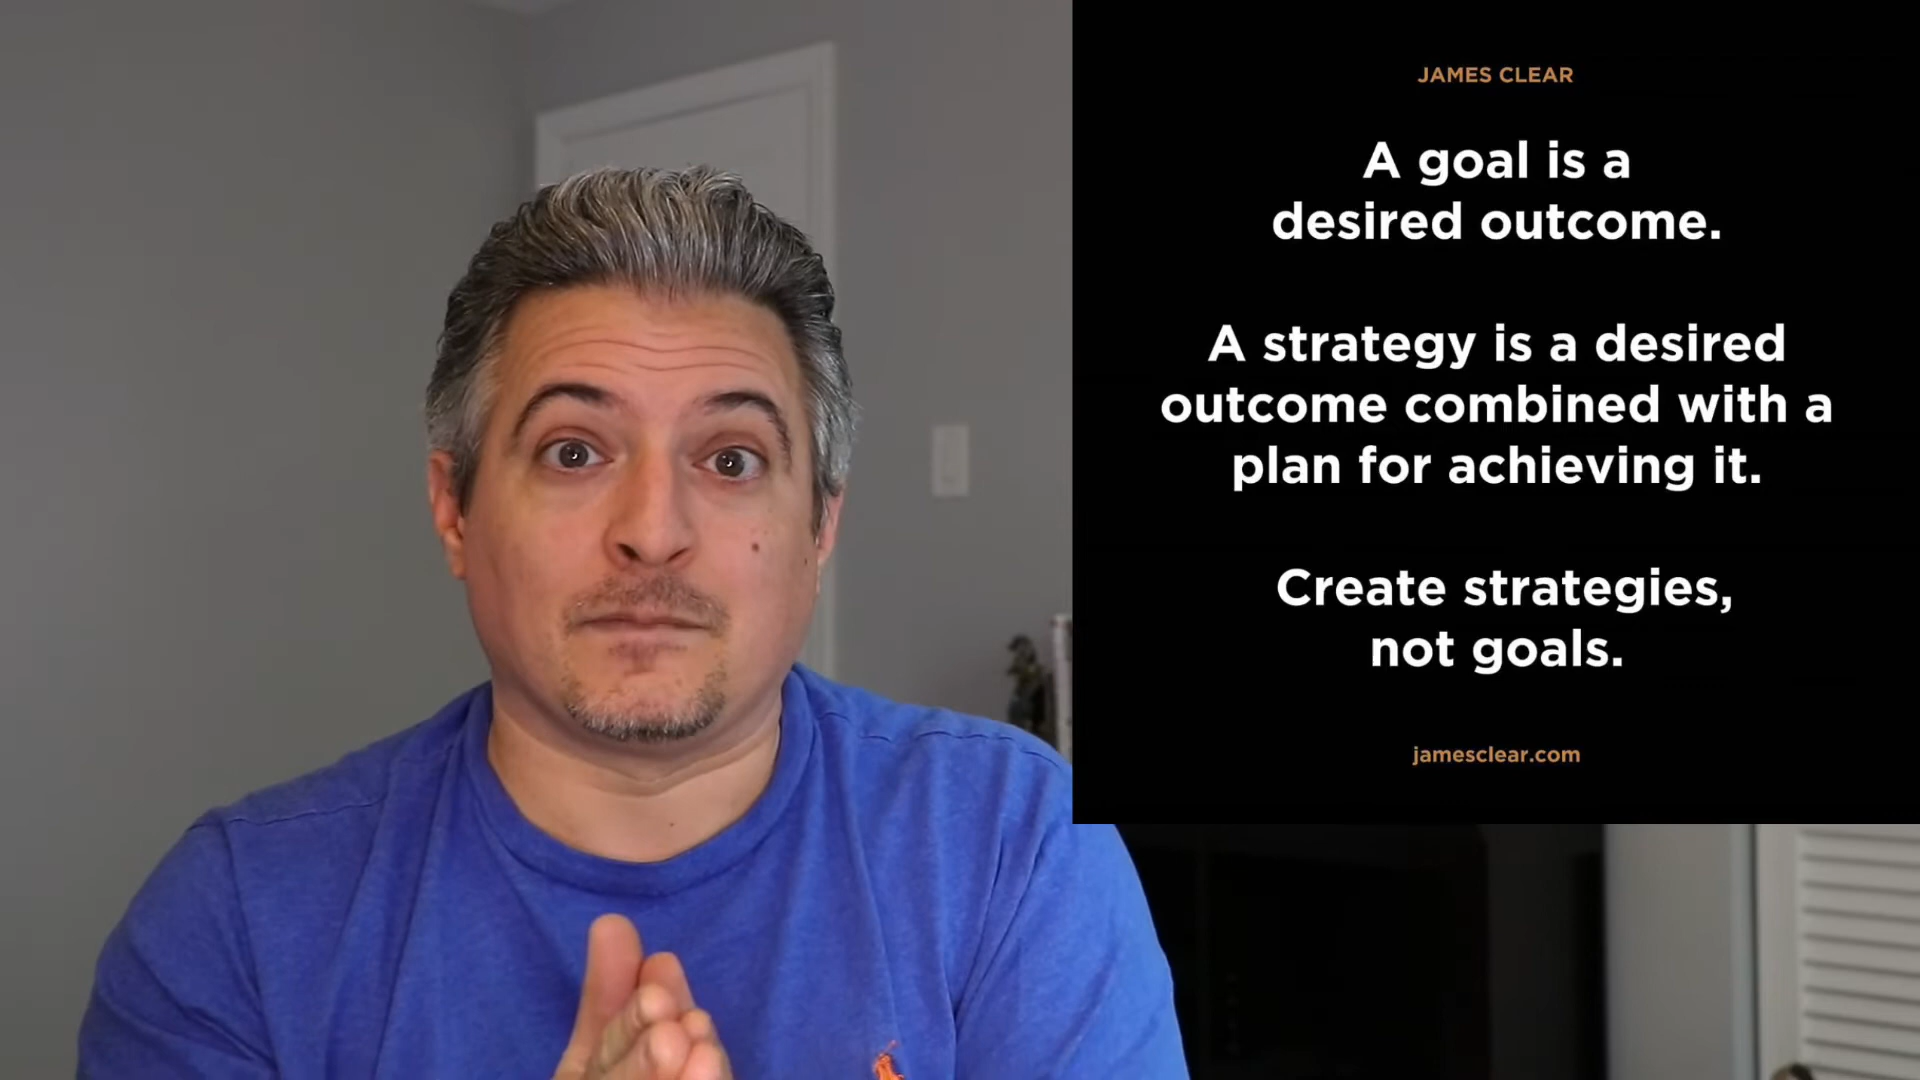 JAMES CLEAR
A goal is a
desired outcome.
A strategy is a desired
outcome combined with a
plan for achieving it.
Create strategies,
not goals.
jamesclear.com